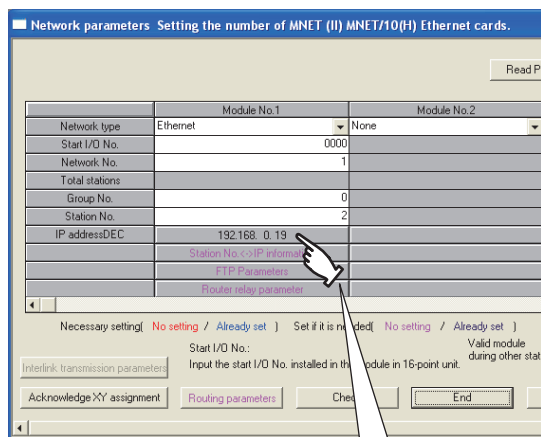 Network parameters Setting the number of MNET (II) MNET/10(H) Ethernet cards.
Read P
Module No.1 Module No.2
Network type Ethernet None
Start I/O No. 0000
Network No. 1
Total stations
Group No. 0
Station No. 2
IP addressDEC 192.168. 0. 19
Station No.<->IP informat
FTP Parameters
Router relay parameter
Necessary setting( No setting / Already set ) Set if it is needed( No setting / Already set )
Start I/O No.:
Input the start I/O No. installed in the module in 16-point unit.
Valid module
during other stat
Interlink transmission parameters
Acknowledge XY assignment Routing parameters Che End